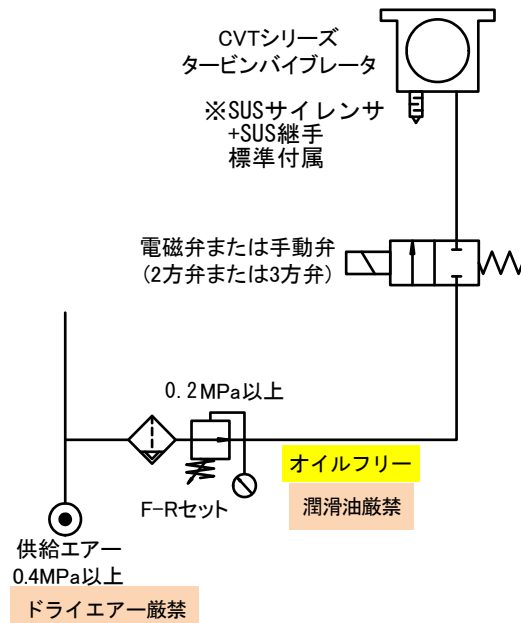 CVTシリーズ
タービンバイブレータ
※SUSサイレンサ
+SUS継手
標準付属
電磁弁または手動弁
(2方弁または3方弁)
0.2MPa以上
オイルフリー
F-Rセット
潤滑油厳禁
供給エアー
0.4MPa以上
ドライエアー厳禁